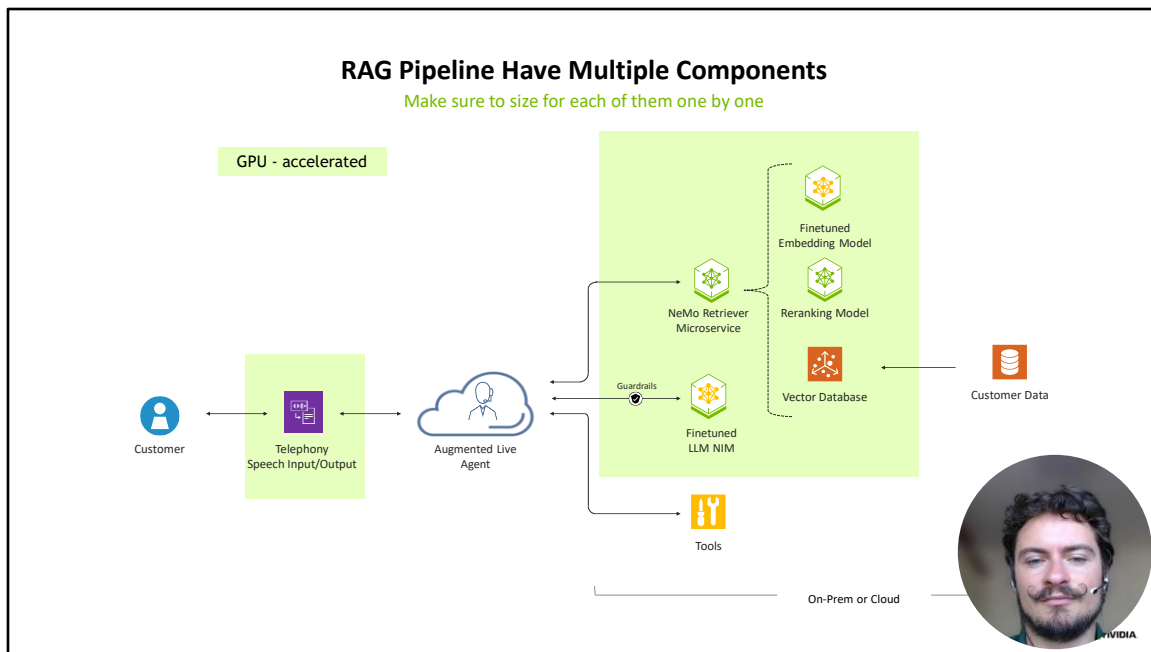 RAG Pipeline Have Multiple Components
Make sure to size for each of them one by one
GPU - accelerated
Finetuned
Embedding Model
NeMo Retriever
Microservice
Reranking Model
Vector Database
Customer Data
Guardrails
Finetuned
LLM NIM
Customer
Telephony
Speech Input/Output
Augmented Live
Agent
Tools
On-Prem or Cloud
VIDIA